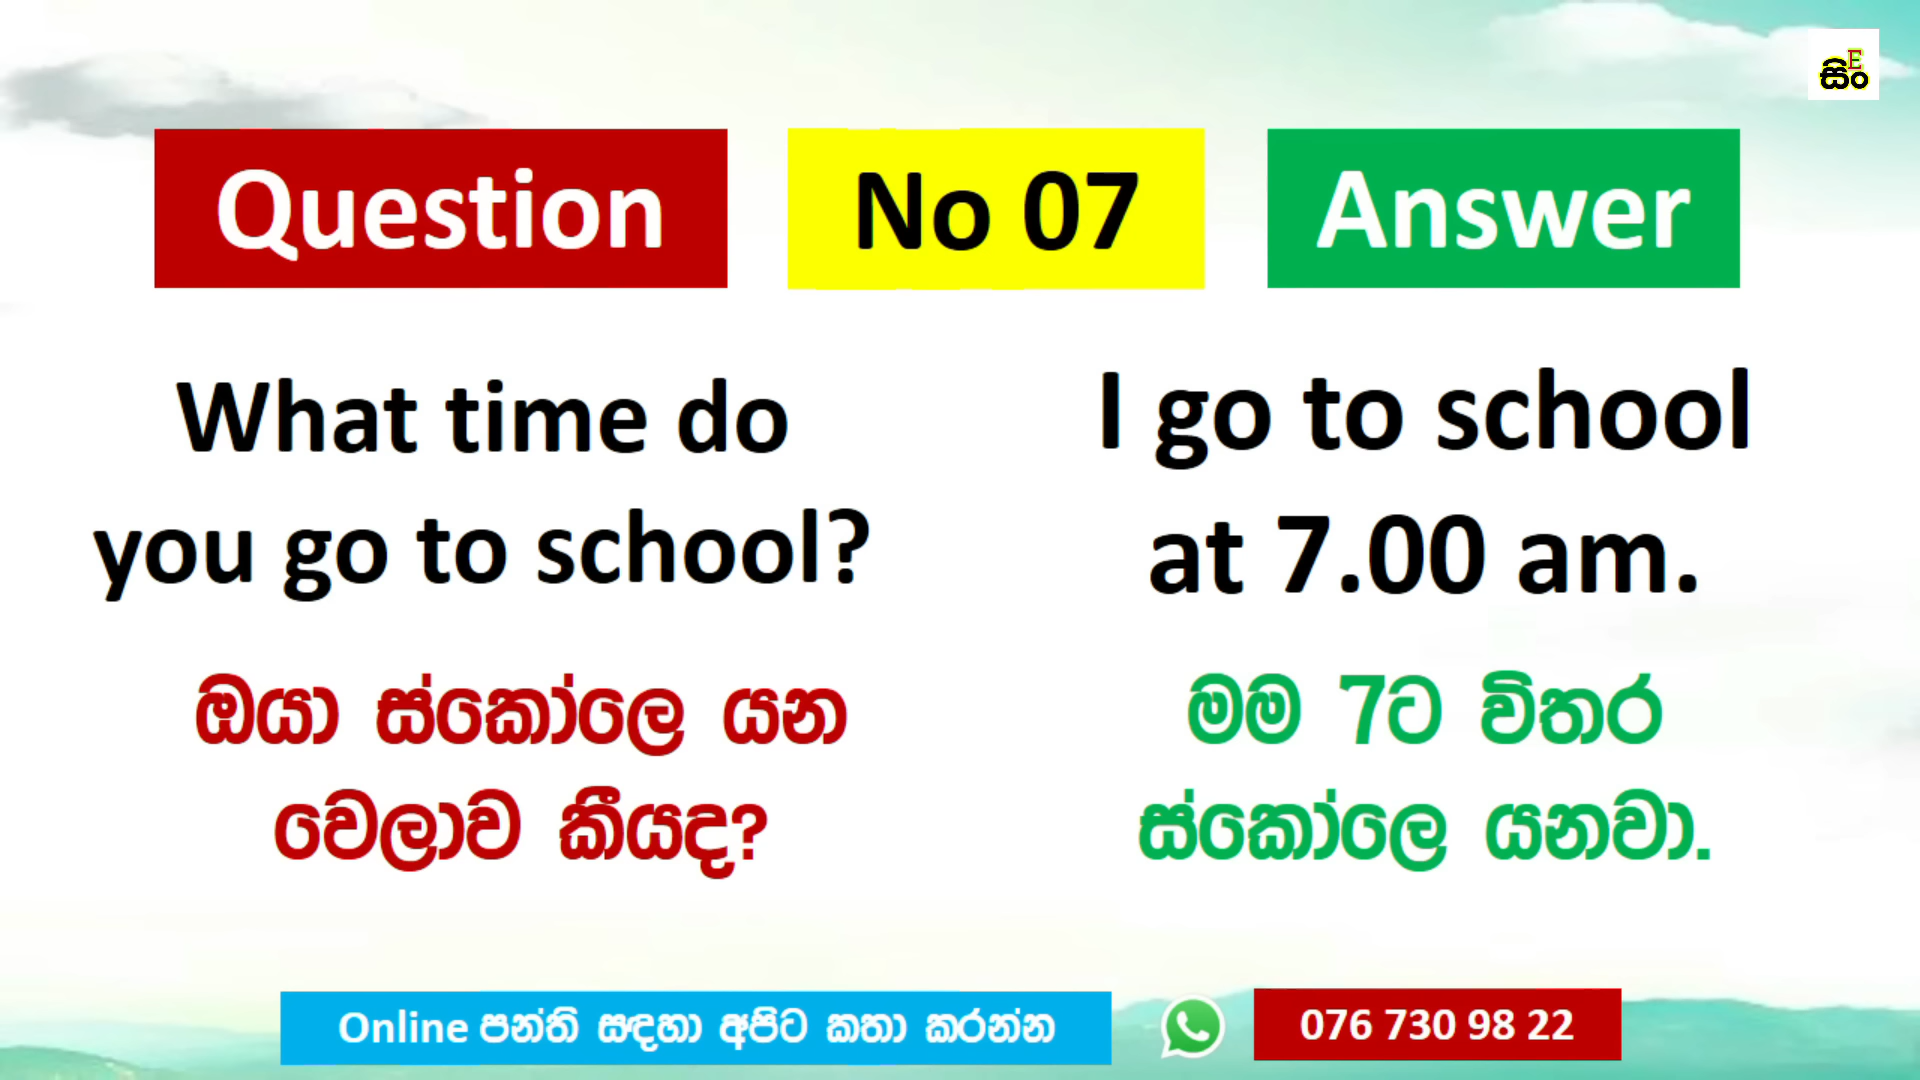 සිං
E
Question
No 07
Answer
What time do
you go to school?
I go to school
at 7.00 am.
ඔයා ස්කෝලෙ යන
වෙලාව කීයද?
මම 7ට විතර
ස්කෝලෙ යනවා.
Online පන්ති සඳහා අපිට කතා කරන්න
076 730 98 22